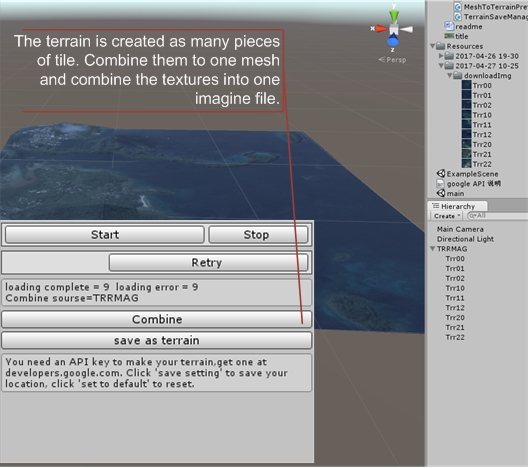 The terrain is created as many pieces
of tile. Combine them to one mesh
and combine the textures into one
imagine file.
y
x
z
Persp
Start
Stop
Retry
loading complete = 9 loading error = 9
Combine sourse=TRRMAG
Combine
save as terrain
You need an API key to make your terrain,get one at
developers.google.com. Click 'save setting' to save your
location, click 'set to default' to reset.
MeshToTerrainPre
TerrainSaveManag
readme
title
Resources
2017-04-26 19-30
2017-04-27 10-25
downloadImg
Trr00
Trr01
Trr02
Trr10
Trr11
Trr12
Trr20
Trr21
Trr22
ExampleScene
google API 说明
main
Hierarchy
Create
All
Main Camera
Directional Light
TRRMAG
Trr00
Trr01
Trr02
Trr10
Trr11
Trr12
Trr20
Trr21
Trr22